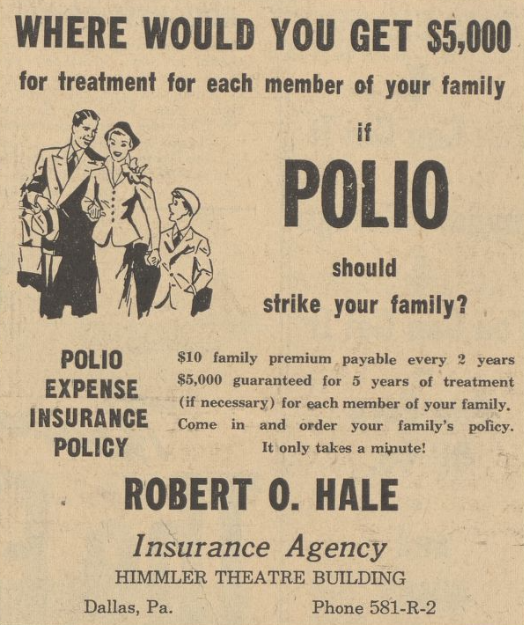 WHERE WOULD YOU GET $5,000
for treatment for each member of your family
if
POLIO
should
strike your family?
POLIO
EXPENSE
INSURANCE
POLICY
$10 family premium payable every 2 years
$5,000 guaranteed for 5 years of treatment
(if necessary) for each member of your family.
Come in and order your family's policy.
It only takes a minute!
ROBERT O. HALE
Insurance Agency
HIMMLER THEATRE BUILDING
Dallas, Pa.
Phone 581-R-2